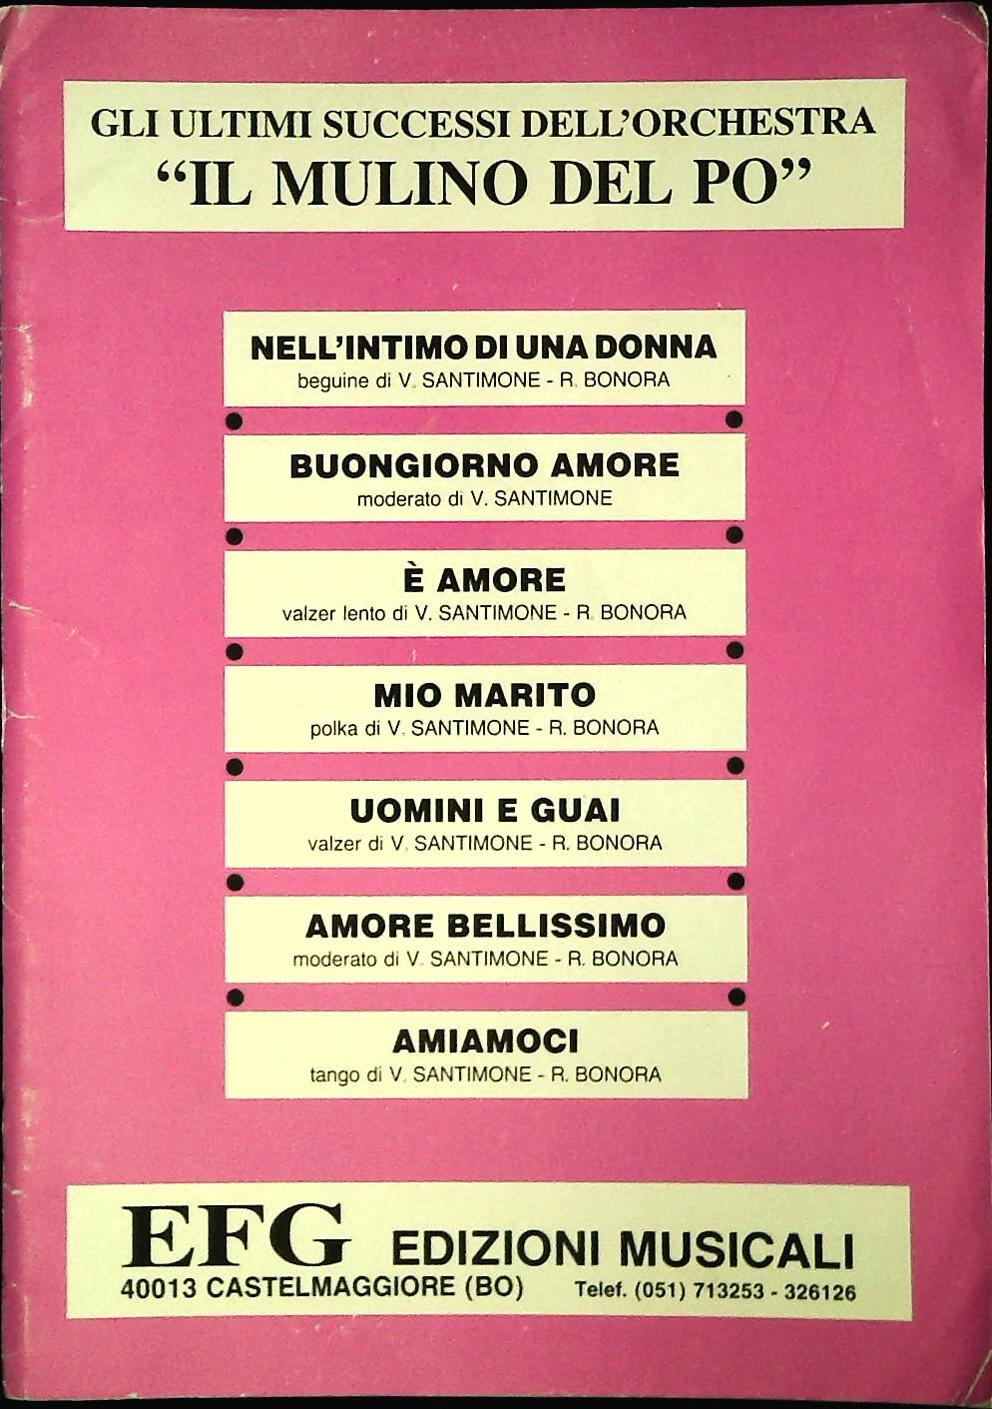 GLI ULTIMI SUCCESSI DELL'ORCHESTRA
“IL MULINO DEL PO”
NELL'INTIMO DI UNA DONNA
beguine di V. SANTIMONE - R. BONORA
BUONGIORNO AMORE
moderato di V. SANTIMONE
È AMORE
valzer lento di V. SANTIMONE - R. BONORA
MIO MARITO
polka di V. SANTIMONE - R. BONORA
UOMINI E GUAI
valzer di V. SANTIMONE - R. BONORA
AMORE BELLISSIMO
moderato di V. SANTIMONE - R. BONORA
AMIAMOCI
tango di V. SANTIMONE - R. BONORA
EFG EDIZIONI MUSICALI
40013 CASTELMAGGIORE (BO) Telef. (051) 713253 - 326126